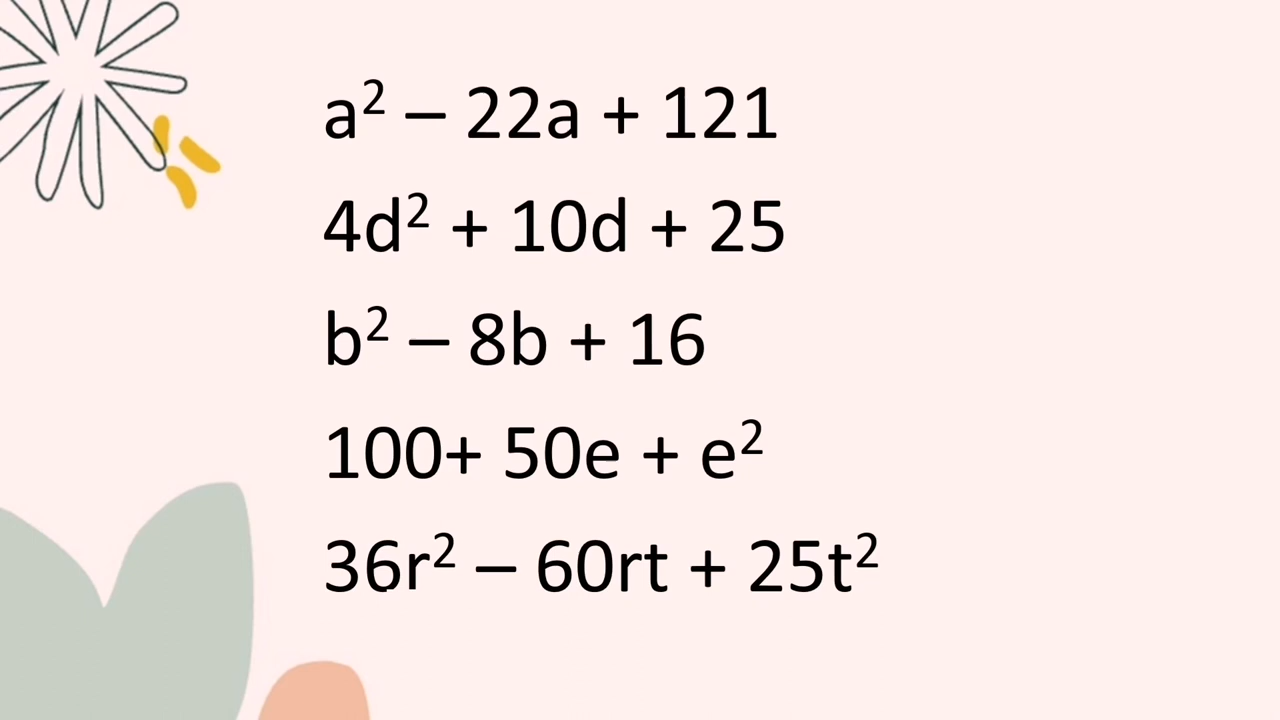 a² – 22a + 121
4d² + 10d + 25
b² – 8b + 16
100+ 50e + e²
36r² – 60rt + 25t²